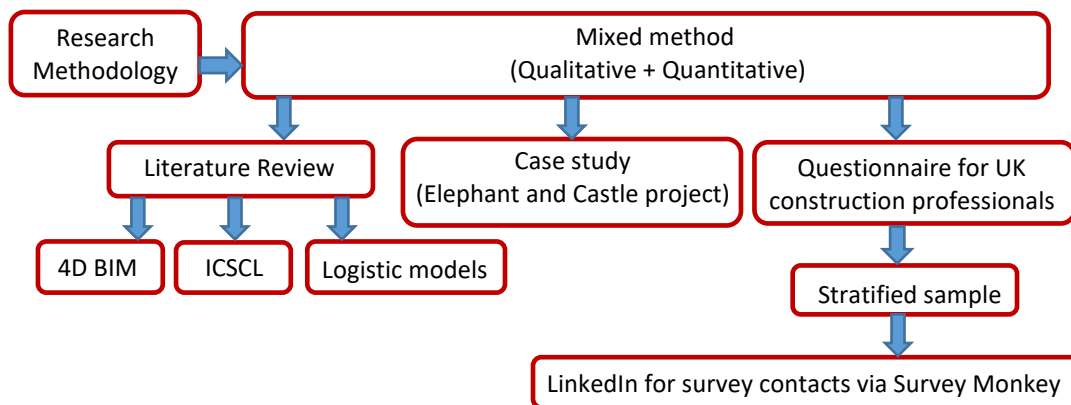 Research
Methodology
Mixed method
(Qualitative + Quantitative)
Literature Review
Case study
(Elephant and Castle project)
Questionnaire for UK
construction professionals
4D BIM
ICSCL
Logistic models
Stratified sample
LinkedIn for survey contacts via Survey Monkey